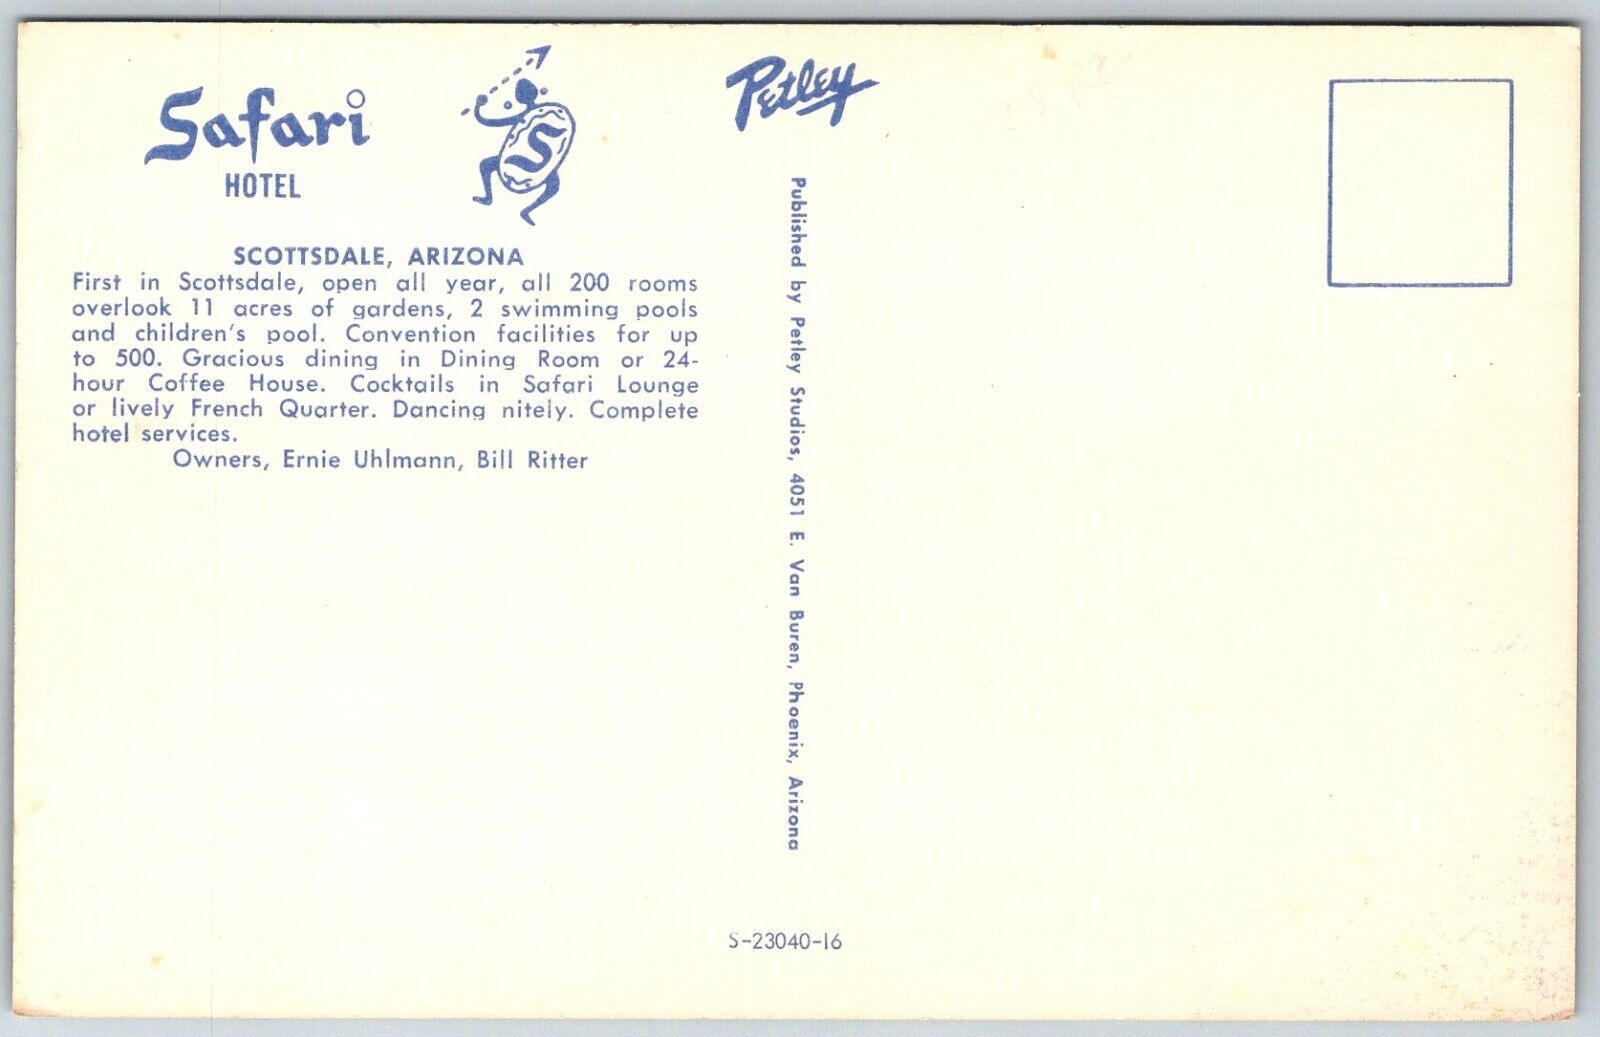 Safari
HOTEL
S
SCOTTSDALE, ARIZONA
First in Scottsdale, open all year, all 200 rooms
overlook 11 acres of gardens, 2 swimming pools
and children's pool. Convention facilities for up
to 500. Gracious dining in Dining Room or 24-
hour Coffee House. Cocktails in Safari Lounge
or lively French Quarter. Dancing nitely. Complete
hotel services.
Owners, Ernie Uhlmann, Bill Ritter
Petley
Published by Petley Studios, 4051 E. Van Buren, Phoenix, Arizona
S-23040-16